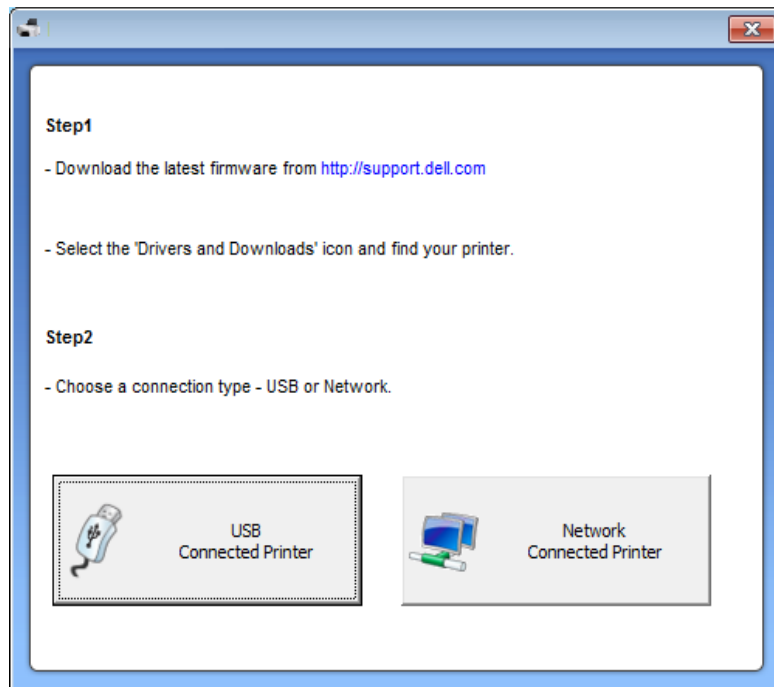 Step1
- Download the latest firmware from http://support.dell.com
- Select the 'Drivers and Downloads' icon and find your printer.
Step2
- Choose a connection type - USB or Network.
USB
Connected Printer
Network
Connected Printer